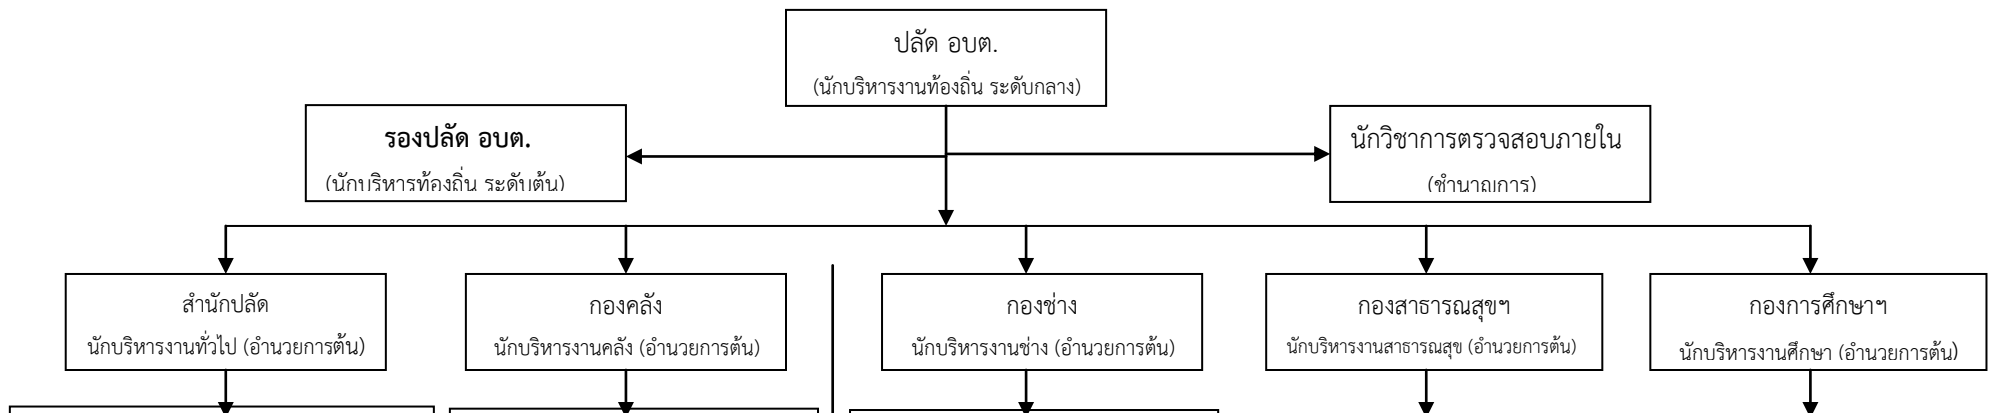 ปลัด อบต.
(นักบริหารงานท้องถิ่น ระดับกลาง)
รองปลัด อบต.
(นักบริหารท้องถิ่น ระดับต้น)
นักวิชาการตรวจสอบภายใน
(ชำนาญการ)
สำนักปลัด
นักบริหารงานทั่วไป (อำนวยการต้น)
กองคลัง
นักบริหารงานคลัง (อำนวยการต้น)
กองช่าง
นักบริหารงานช่าง (อำนวยการต้น)
กองสาธารณสุขฯ
นักบริหารงานสาธารณสุข (อำนวยการต้น)
กองการศึกษาฯ
นักบริหารงานศึกษา (อำนวยการต้น)